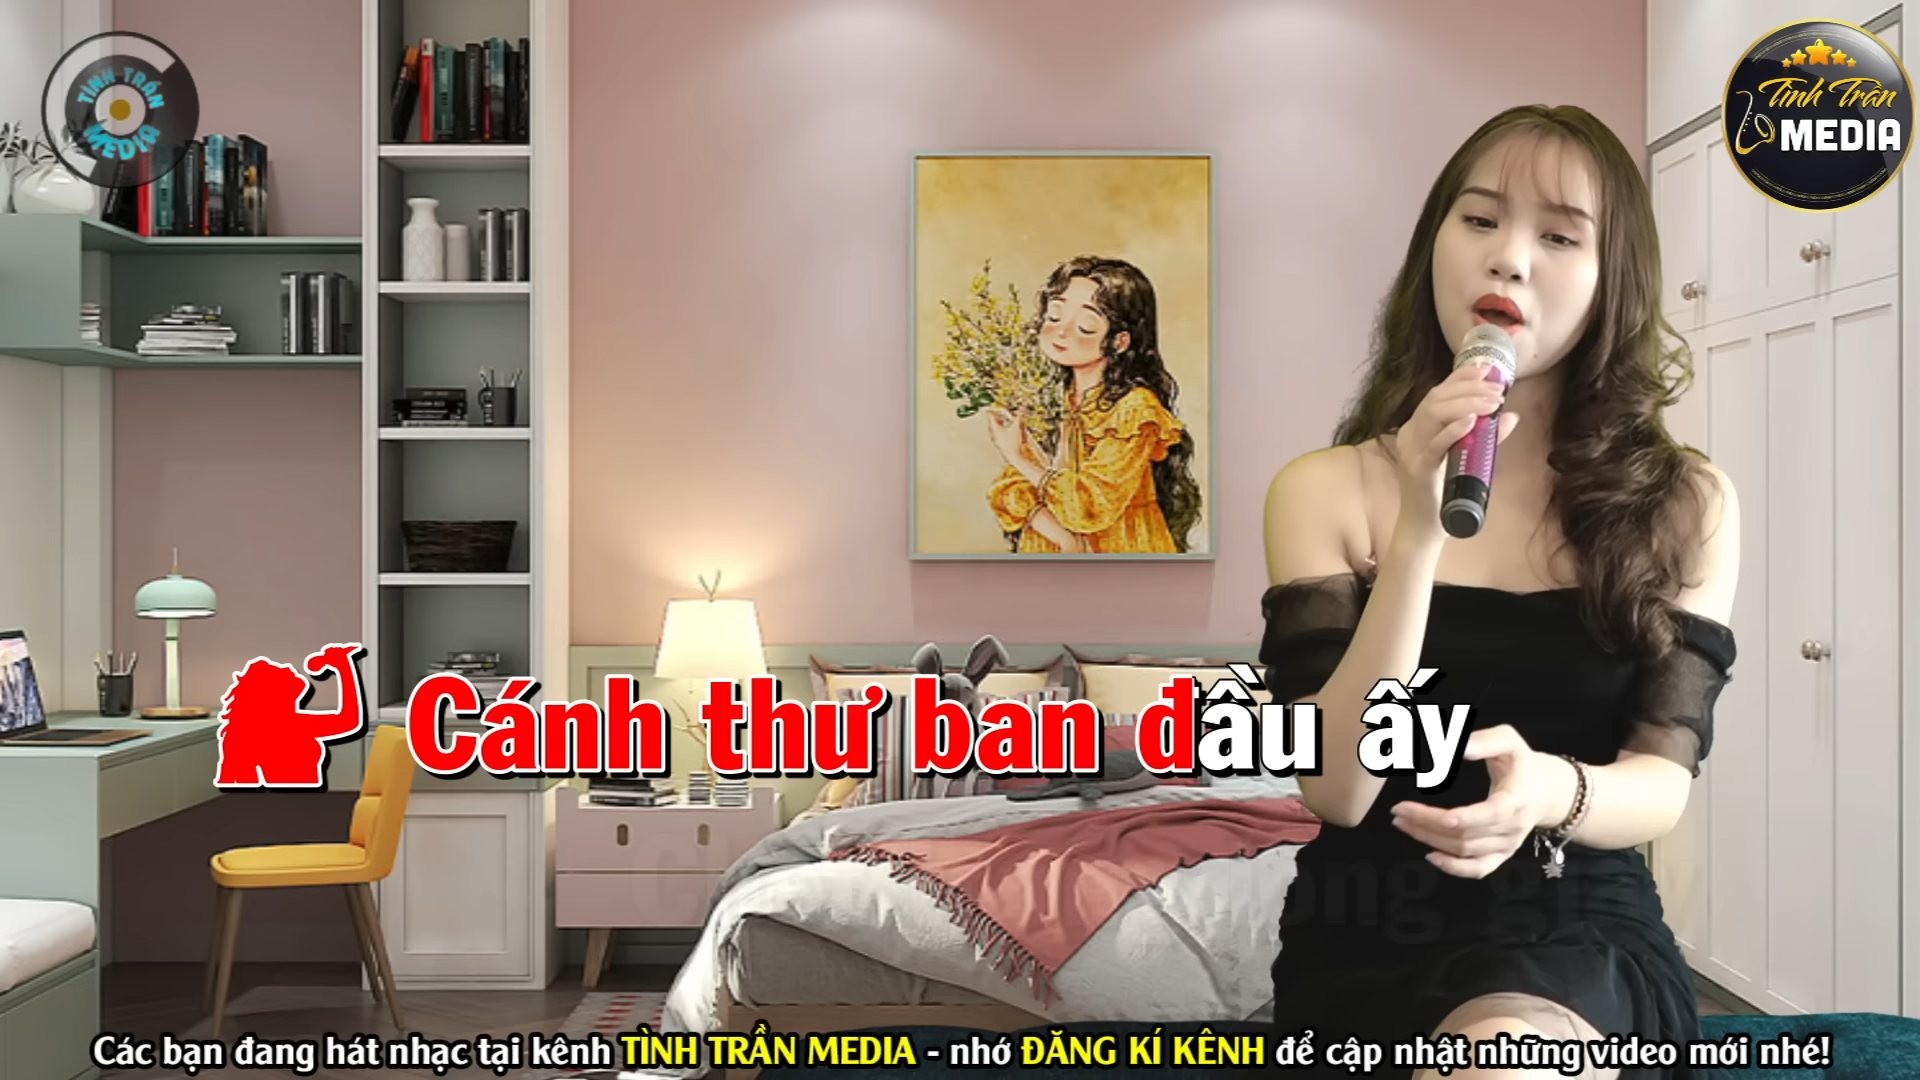 TÌNH TRẦN
MEDIA
Tình Trần
MEDIA
Cánh thư ban đầu ấy
Các bạn đang hát nhạc tại kênh TÌNH TRẦN MEDIA - nhớ ĐĂNG KÍ KÊNH để cập nhật những video mới nhé!